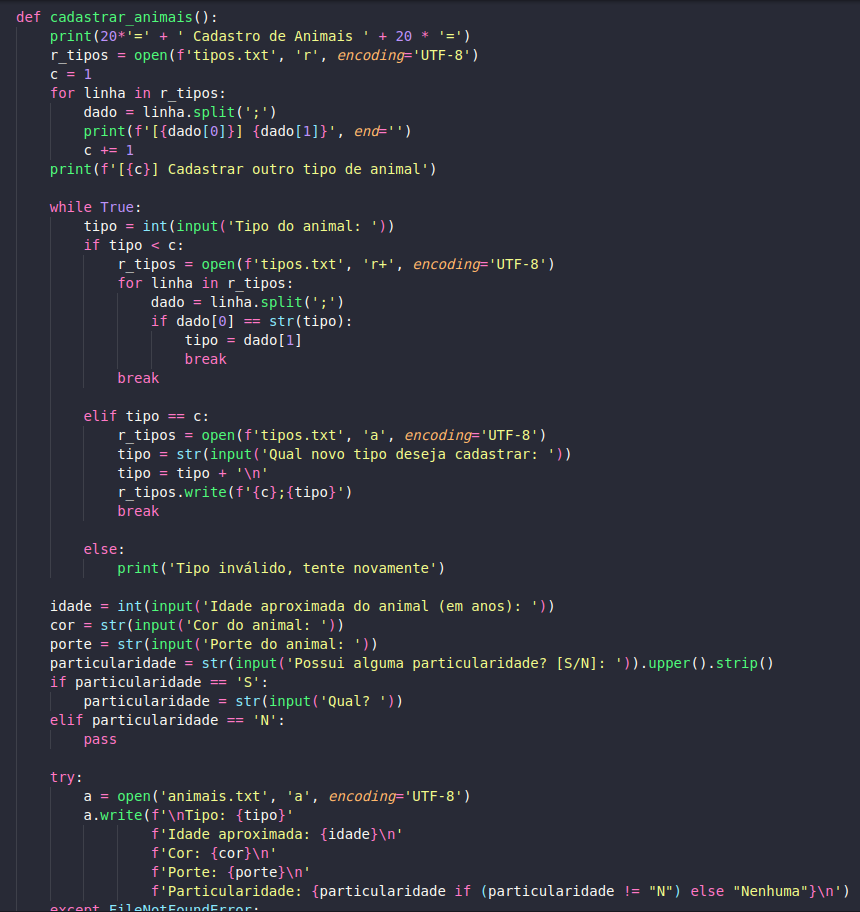 def cadastrar_animais():
    print(20*'=' + ' Cadastro de Animais ' + 20 * '=')
    r_tipos = open(f'tipos.txt', 'r', encoding='UTF-8')
    c = 1
    for linha in r_tipos:
        dado = linha.split(';')
        print(f'[{dado[0]}] {dado[1]}', end='')
        c += 1
    print(f'[{c}] Cadastrar outro tipo de animal')

    while True:
        tipo = int(input('Tipo do animal: '))
        if tipo < c:
            r_tipos = open(f'tipos.txt', 'r+', encoding='UTF-8')
            for linha in r_tipos:
                dado = linha.split(';')
                if dado[0] == str(tipo):
                    tipo = dado[1]
                    break
            break

        elif tipo == c:
            r_tipos = open(f'tipos.txt', 'a', encoding='UTF-8')
            tipo = str(input('Qual novo tipo deseja cadastrar: '))
            tipo = tipo + '\n'
            r_tipos.write(f'{c};{tipo}')
            break

        else:
            print('Tipo inválido, tente novamente')

    idade = int(input('Idade aproximada do animal (em anos): '))
    cor = str(input('Cor do animal: '))
    porte = str(input('Porte do animal: '))
    particularidade = str(input('Possui alguma particularidade? [S/N]: ')).upper().strip()
    if particularidade == 'S':
        particularidade = str(input('Qual? '))
    elif particularidade == 'N':
        pass

    try:
        a = open('animais.txt', 'a', encoding='UTF-8')
        a.write(f'\nTipo: {tipo}'
                f'Idade aproximada: {idade}\n'
                f'Cor: {cor}\n'
                f'Porte: {porte}\n'
                f'Particularidade: {particularidade if (particularidade != "N") else "Nenhuma"}\n')
    except FileNotFoundError: